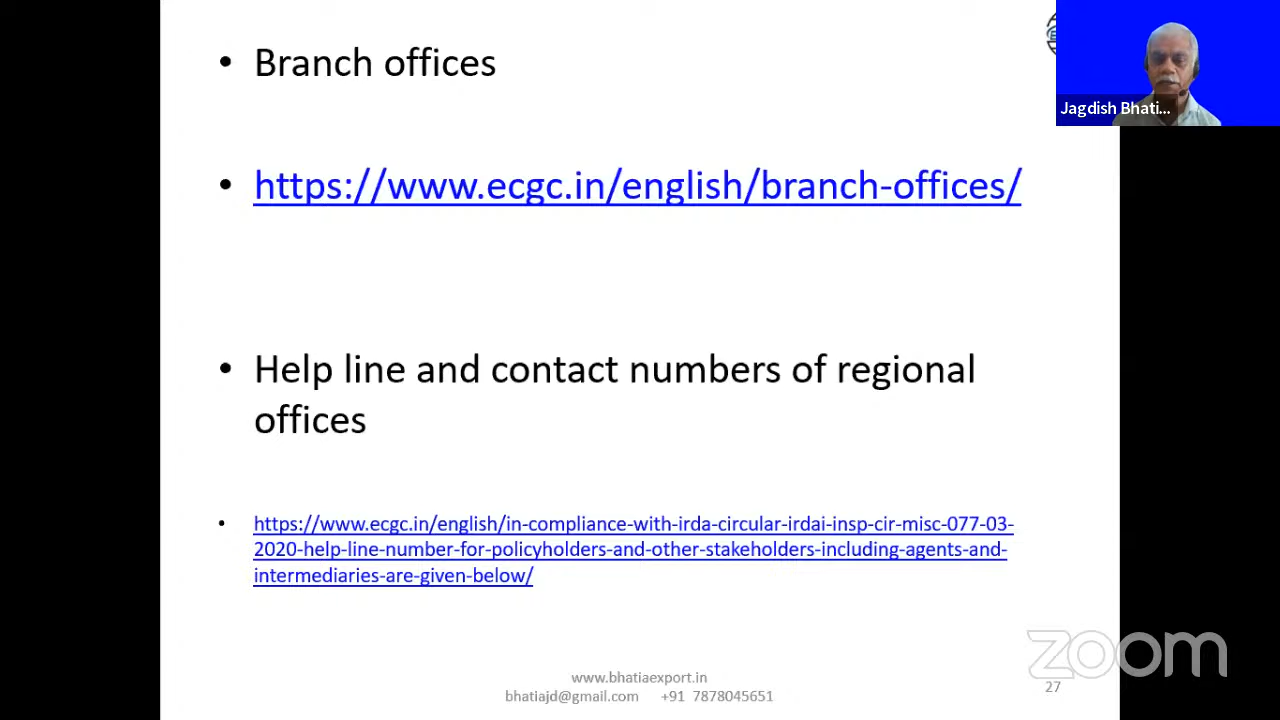 • Branch offices
Jagdish Bhati...
• https://www.ecgc.in/english/branch-offices/
• Help line and contact numbers of regional
offices
• https://www.ecgc.in/english/in-compliance-with-irda-circular-irdai-insp-cir-misc-077-03-
2020-help-line-number-for-policyholders-and-other-stakeholders-including-agents-and-
intermediaries-are-given-below/
zoom
www.bhatiaexport.in
bhatiajd@gmail.com +91 7878045651
27